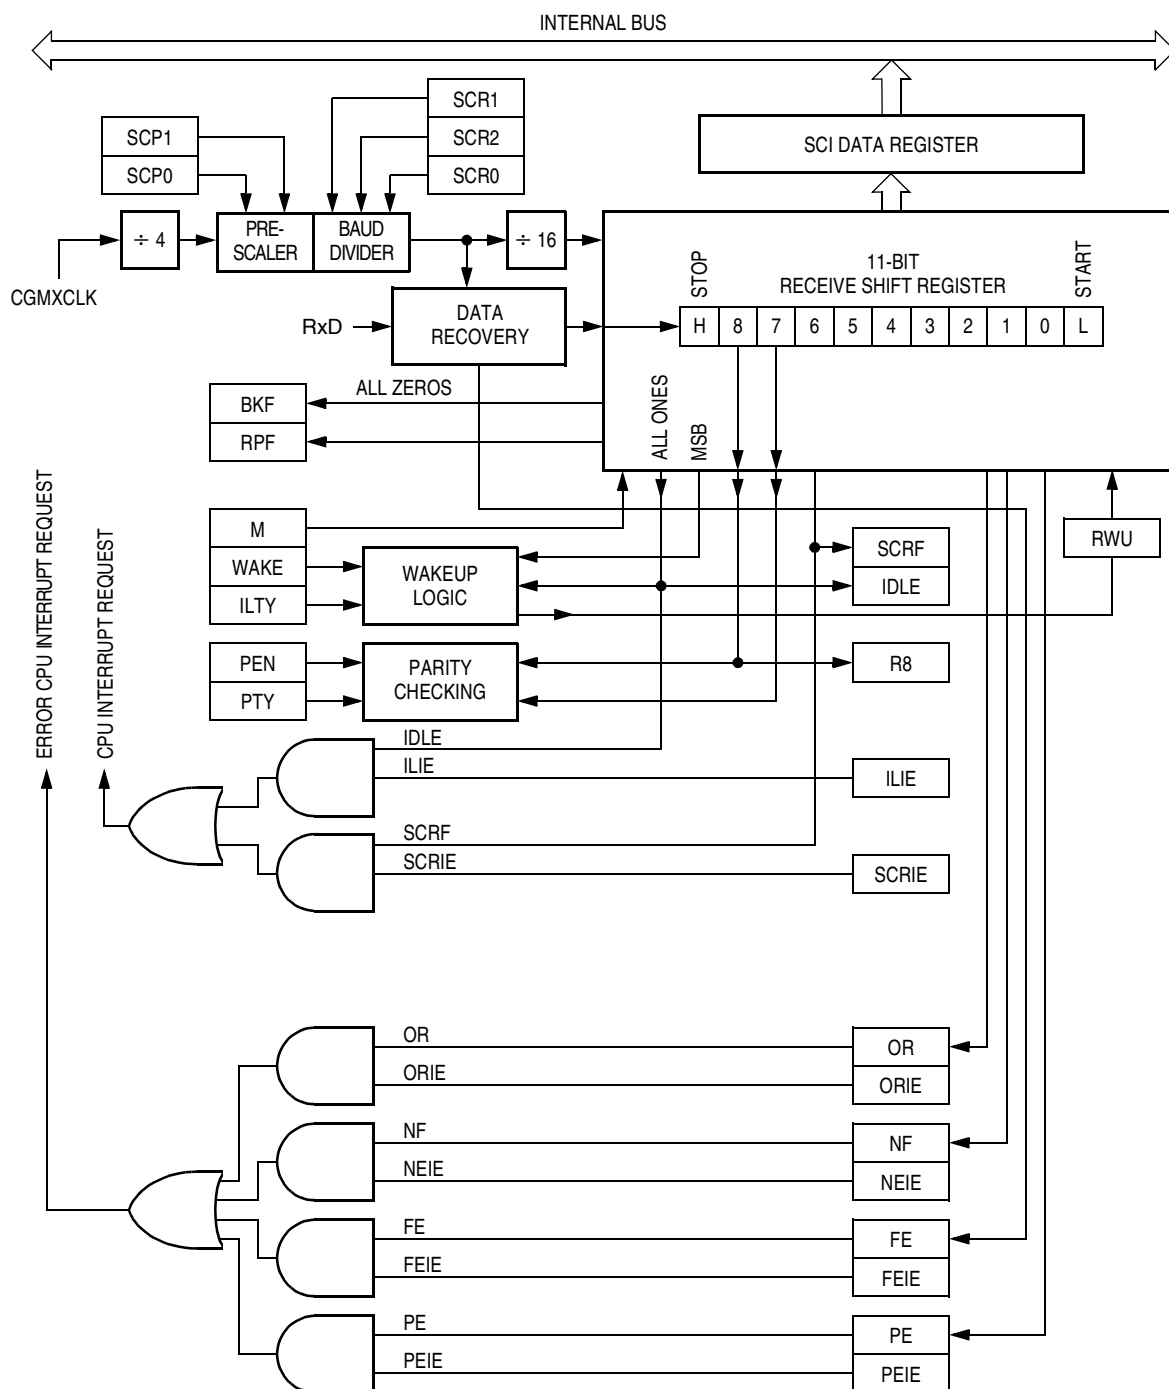 INTERNAL BUS
SCR1
SCR2
SCR0
SCP1
SCP0
SCI DATA REGISTER
÷ 4
PRE-
SCALER
BAUD
DIVIDER
÷ 16
CGMXCLK
STOP
11-BIT
RECEIVE SHIFT REGISTER
START
H 8 7 6 5 4 3 2 1 0 L
RxD
DATA
RECOVERY
ALL ZEROS
BKF
RPF
ALL ONES
MSB
M
WAKE
ILTY
WAKEUP
LOGIC
SCRF
IDLE
RWU
PEN
PTY
PARITY
CHECKING
R8
ERROR CPU INTERRUPT REQUEST
CPU INTERRUPT REQUEST
IDLE
ILIE
ILIE
SCRF
SCRIE
SCRIE
OR
OR
ORIE
ORIE
NF
NF
NEIE
NEIE
FE
FE
FEIE
FEIE
PE
PE
PEIE
PEIE